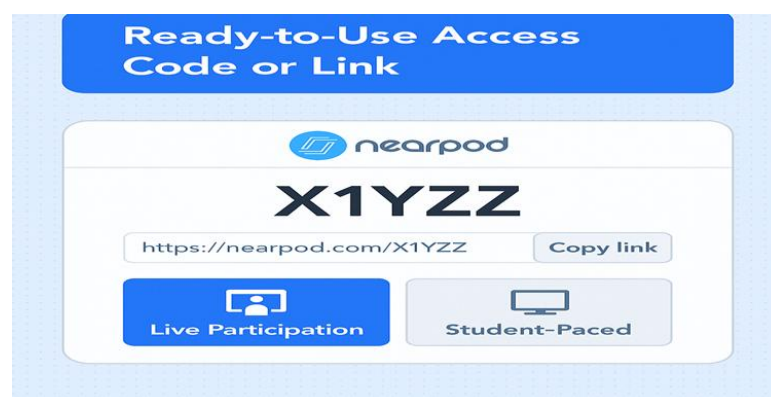 Ready-to-Use Access
Code or Link
nearpod
X1YZZ
https://nearpod.com/X1YZZ
Copy link
Live Participation
Student-Paced